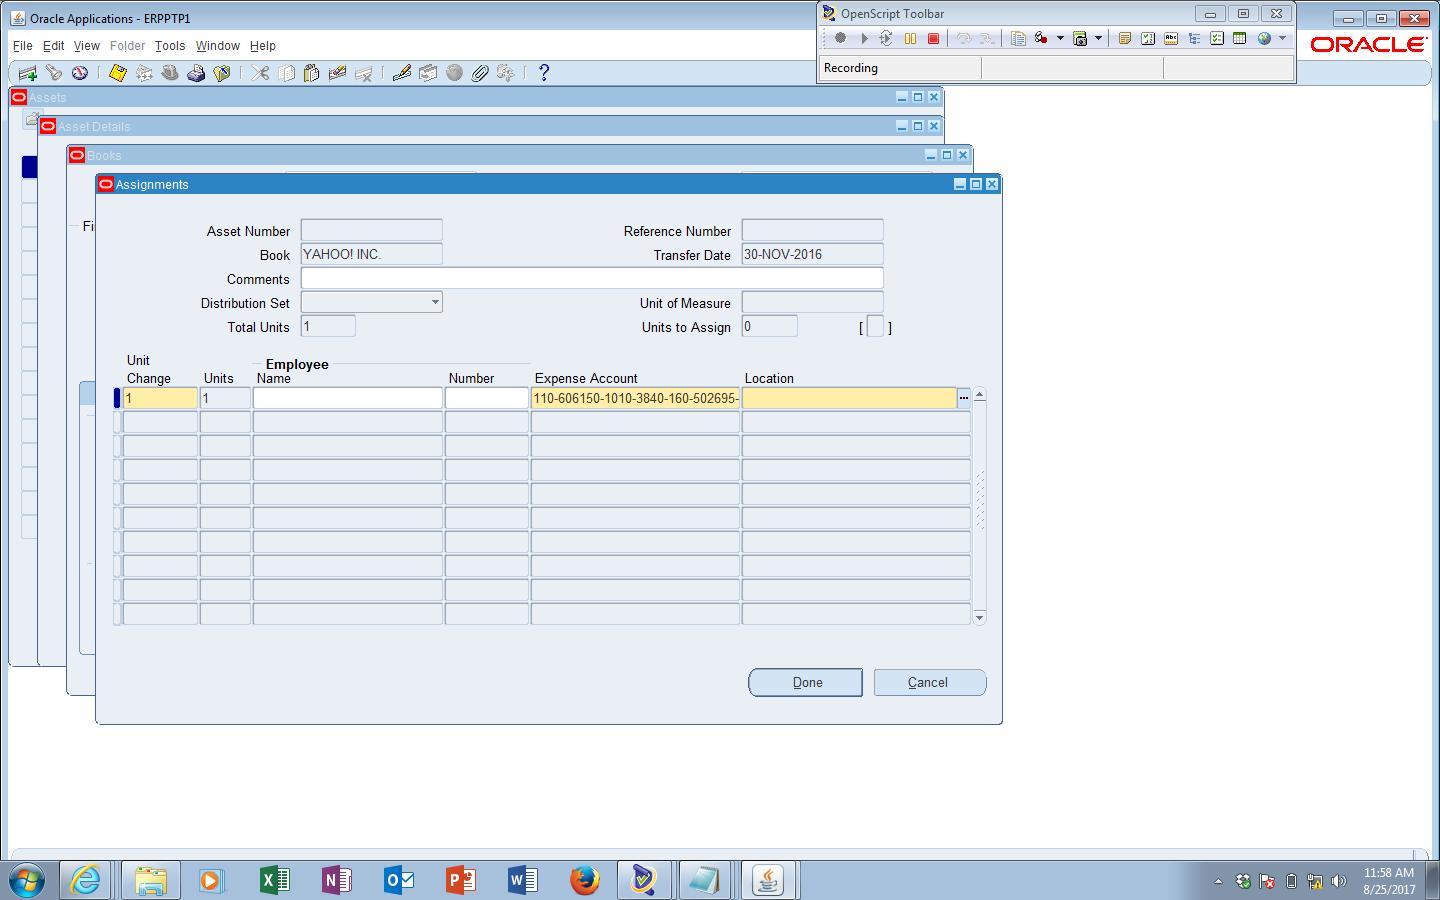 Oracle Applications - ERPPTP1
OpenScript Toolbar
File Edit View Folder Tools Window Help
ORACLE
Recording
Assets
Asset Details
Books
Assignments
Fi
Asset Number
Reference Number
Book YAHOO! INC.
Transfer Date 30-NOV-2016
Comments
Distribution Set
Unit of Measure
Total Units 1
Units to Assign 0 [ ]
Unit Change
Units
Employee
Name
Number
Expense Account
Location
1 1 110-606150-1010-3840-160-502695- ...
Done Cancel
11:58 AM
8/25/2017